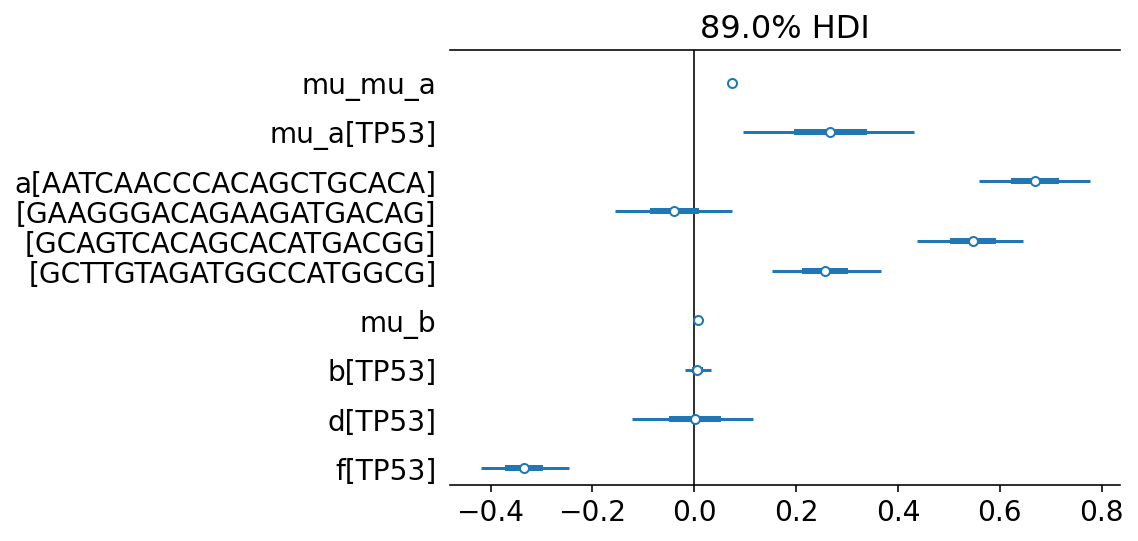 89.0% HDI
mu_mu_a
mu_a[TP53]
a[AATCAACCCACAGCTGCACA]
[GAAGGGACAGAAGATGACAG]
[GCAGTCACAGCACATGACGG]
[GCTTGTAGATGGCCATGGCG]
mu_b
b[TP53]
d[TP53]
f[TP53]
−0.4 −0.2 0.0 0.2 0.4 0.6 0.8